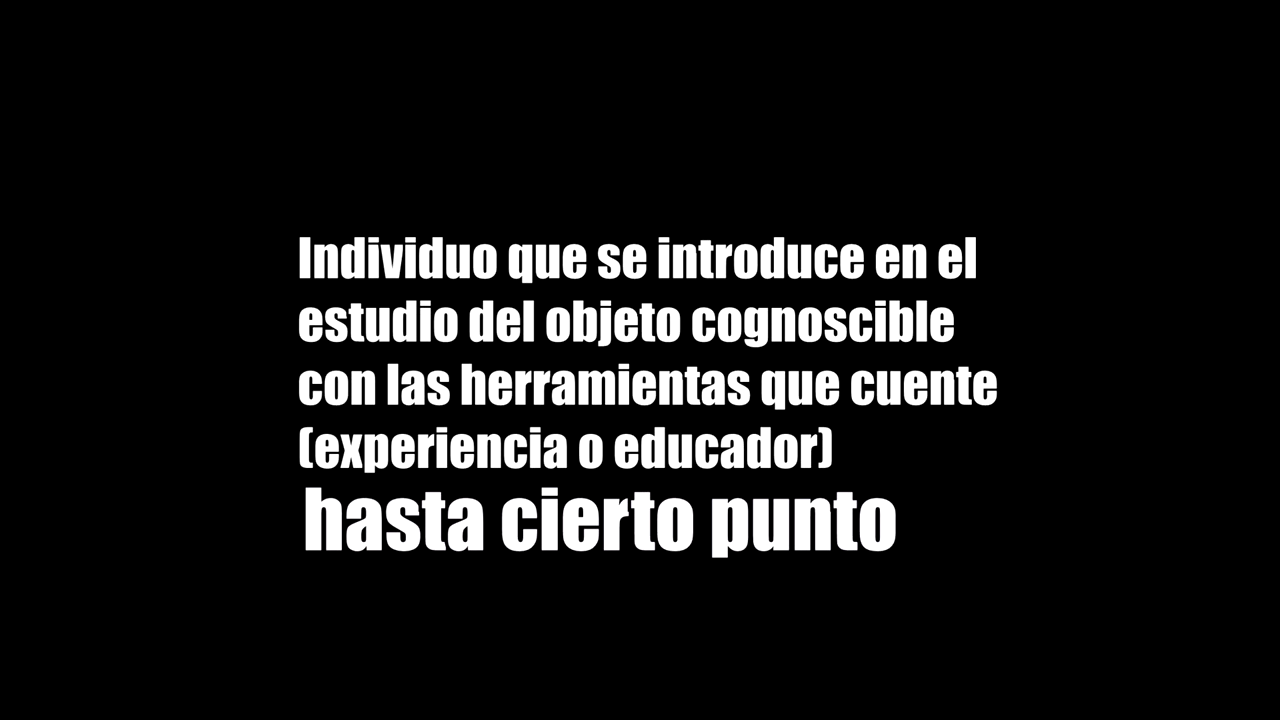 Individuo que se introduce en el
estudio del objeto cognoscible
con las herramientas que cuente
(experiencia o educador)
hasta cierto punto